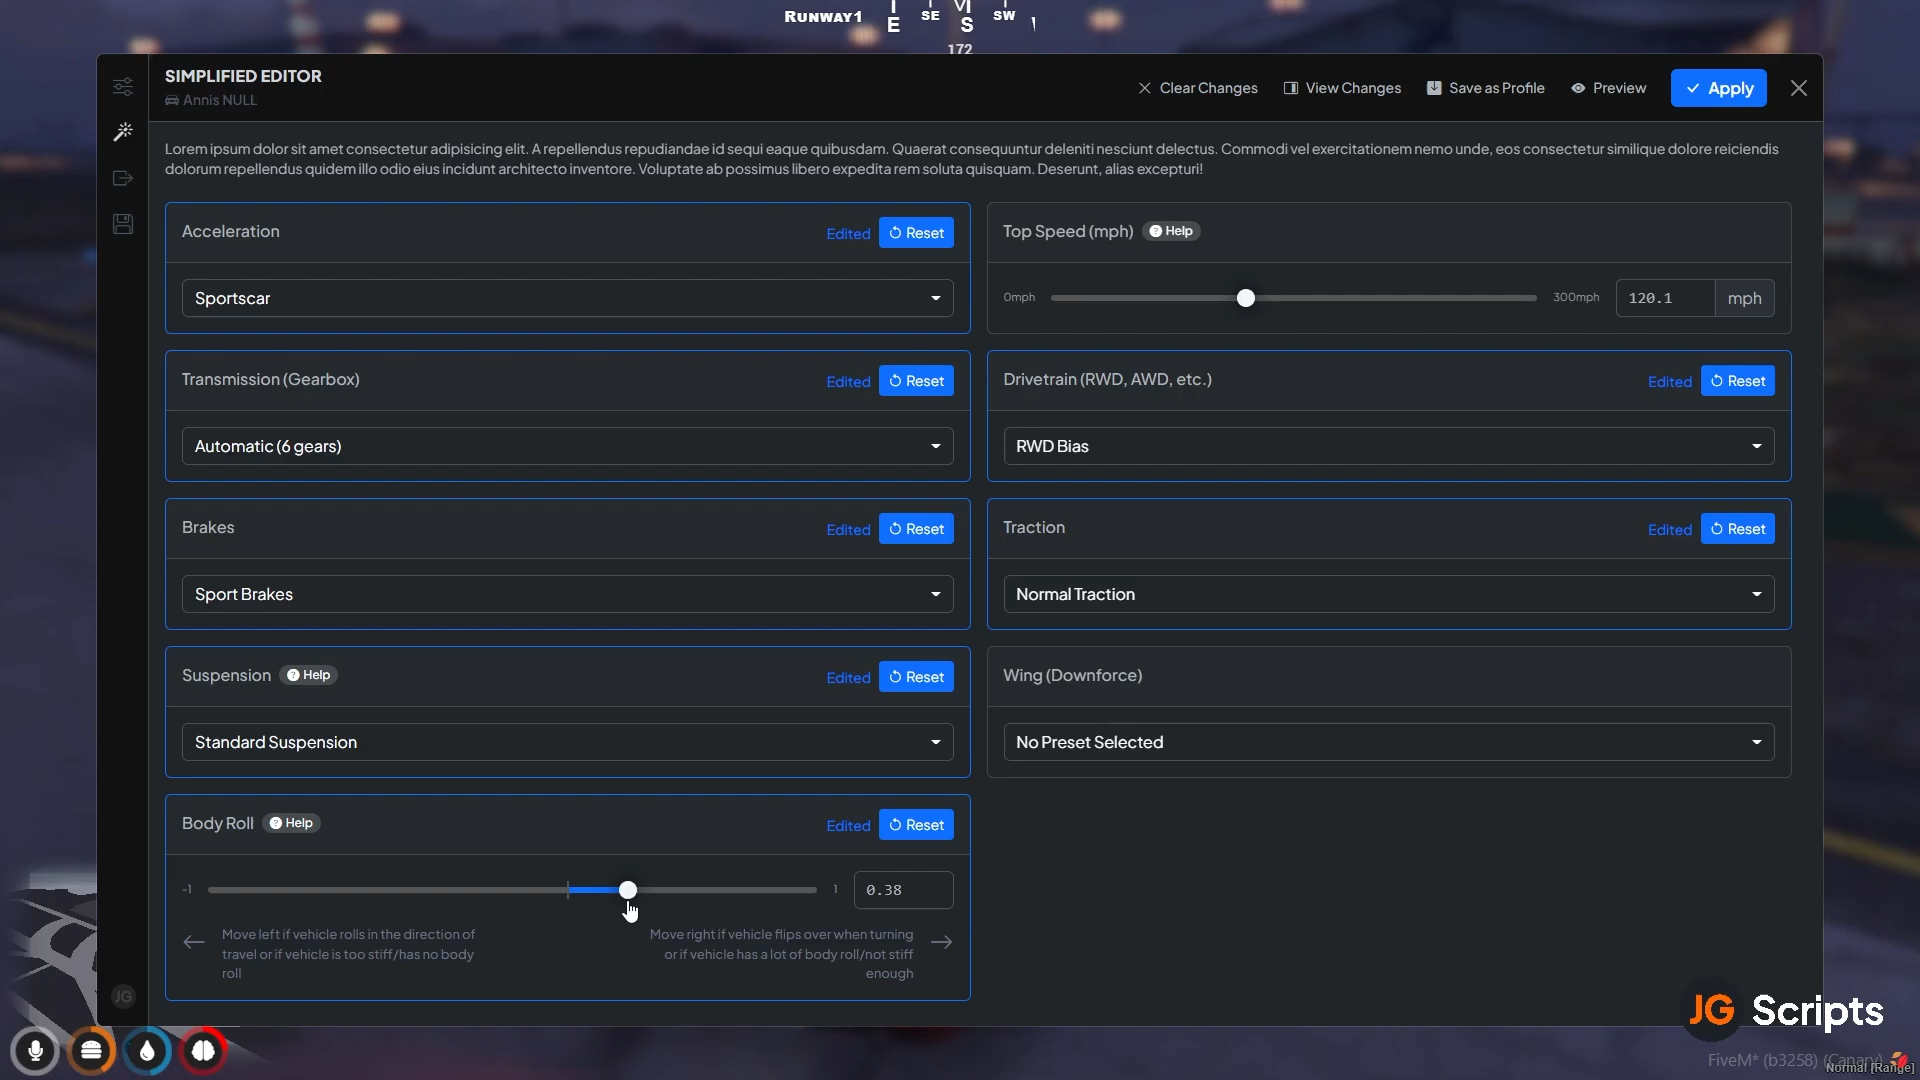 RUNWAY1 E SE S SW
172
SIMPLIFIED EDITOR
Annis NULL
Clear Changes View Changes Save as Profile Preview Apply
Lorem ipsum dolor sit amet consectetur adipisicing elit. A repellendus repudiandae id sequi eaque quibusdam. Quaerat consequuntur deleniti nesciunt delectus. Commodi vel exercitationem nemo unde, eos consectetur similique dolore reiciendis
dolorum repellendus quidem illo odio eius incidunt architecto inventore. Voluptate ab possimus libero expedita rem soluta quisquam. Deserunt, alias excepturi!
Acceleration Edited Reset
Sportscar
Top Speed (mph) Help
0mph 300mph 120.1 mph
Transmission (Gearbox) Edited Reset
Automatic (6 gears)
Drivetrain (RWD, AWD, etc.) Edited Reset
RWD Bias
Brakes Edited Reset
Sport Brakes
Traction Edited Reset
Normal Traction
Suspension Help Edited Reset
Standard Suspension
Wing (Downforce)
No Preset Selected
Body Roll Help Edited Reset
-1 1 0.38
Move left if vehicle rolls in the direction of
travel or if vehicle is too stiff/has no body
roll
Move right if vehicle flips over when turning
or if vehicle has a lot of body roll/not stiff
enough
JG
JG Scripts
FiveM* (b3258) (Canary)
Normal [Range]